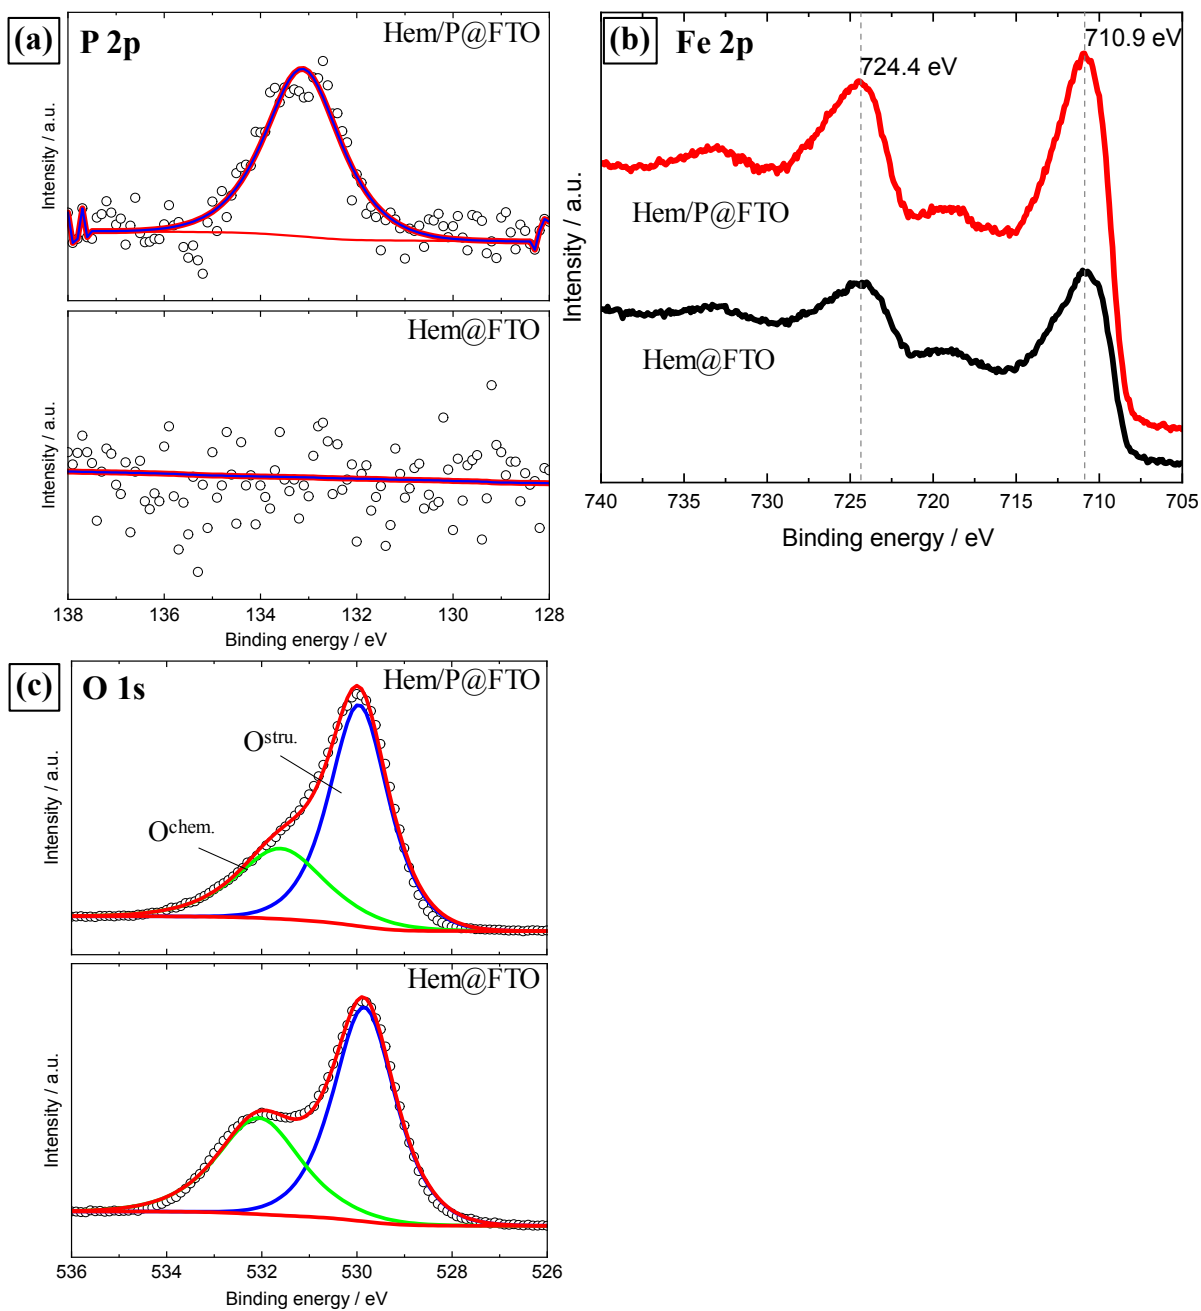 (a) P 2p Hem/P@FTO
Intensity / a.u.
Hem@FTO
Intensity / a.u.
138 136 134 132 130 128
Binding energy / eV
(b) Fe 2p
724.4 eV
710.9 eV
Hem/P@FTO
Hem@FTO
Intensity / a.u.
740 735 730 725 720 715 710 705
Binding energy / eV
(c) O 1s Hem/P@FTO
O^stru.
O^chem.
Intensity / a.u.
Hem@FTO
Intensity / a.u.
536 534 532 530 528 526
Binding energy / eV